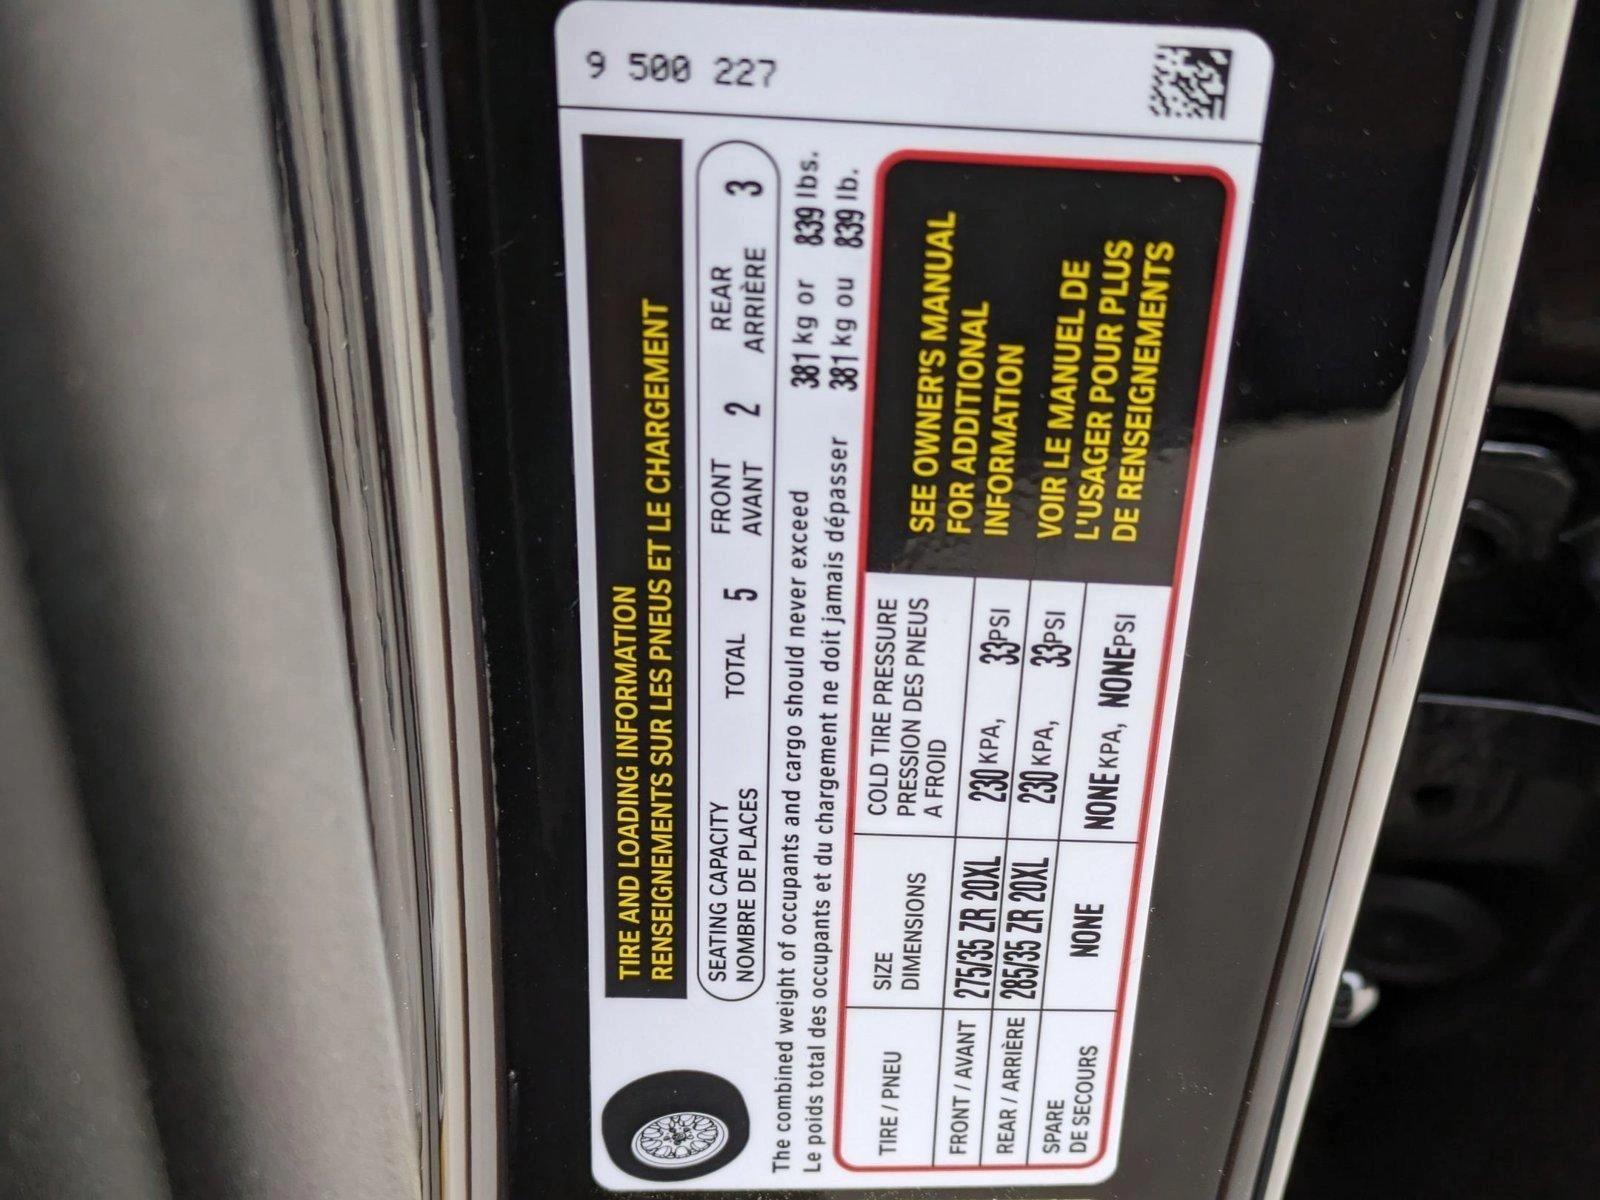 9 500 227
TIRE AND LOADING INFORMATION
RENSEIGNEMENTS SUR LES PNEUS ET LE CHARGEMENT
SEATING CAPACITY
NOMBRE DE PLACES
TOTAL 5
FRONT
AVANT 2
REAR
ARRIÈRE 3
The combined weight of occupants and cargo should never exceed 381 kg or 839 lbs.
Le poids total des occupants et du chargement ne doit jamais dépasser 381 kg ou 839 lb.
TIRE / PNEU
SIZE
DIMENSIONS
COLD TIRE PRESSURE
PRESSION DES PNEUS
A FROID
FRONT / AVANT 275/35 ZR 20XL 230 KPA, 33PSI
REAR / ARRIÈRE 285/35 ZR 20XL 230 KPA, 33PSI
SPARE
DE SECOURS
NONE NONE KPA, NONE PSI
SEE OWNER'S MANUAL
FOR ADDITIONAL
INFORMATION
VOIR LE MANUEL DE
L'USAGER POUR PLUS
DE RENSEIGNEMENTS